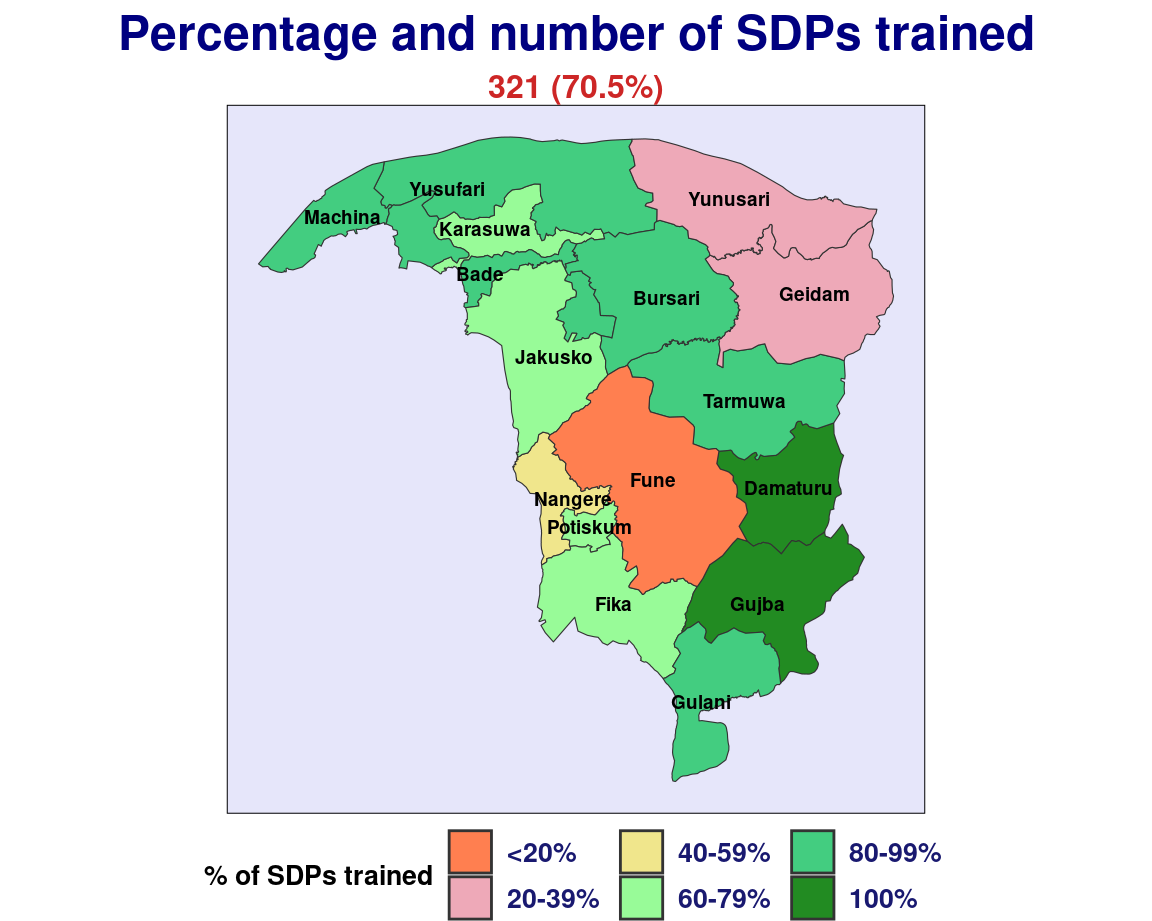 Percentage and number of SDPs trained
321 (70.5%)
Yusufari
Yunusari
Machina
Karasuwa
Bade
Geidam
Bursari
Jakusko
Tarmuwa
Fune
Damaturu
Nangere
Potiskum
Fika
Gujba
Gulani
% of SDPs trained
<20% 40-59% 80-99%
20-39% 60-79% 100%